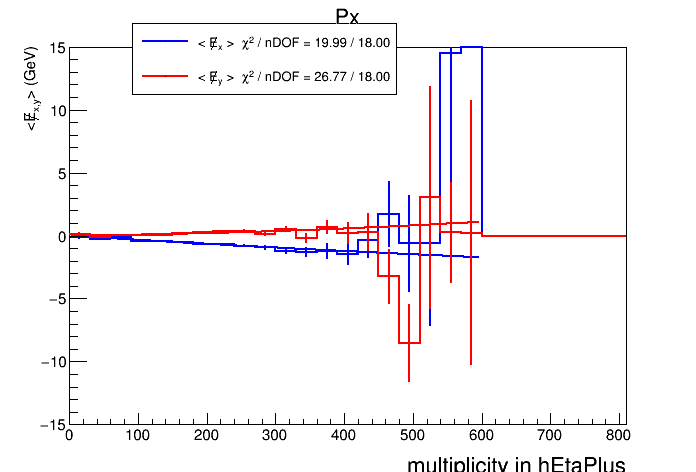 Px
< E̸x > χ² / nDOF = 19.99 / 18.00
< E̸y > χ² / nDOF = 26.77 / 18.00
<E̸x,y> (GeV)
15
10
5
0
−5
−10
−15
0 100 200 300 400 500 600 700 800
multiplicity in hEtaPlus